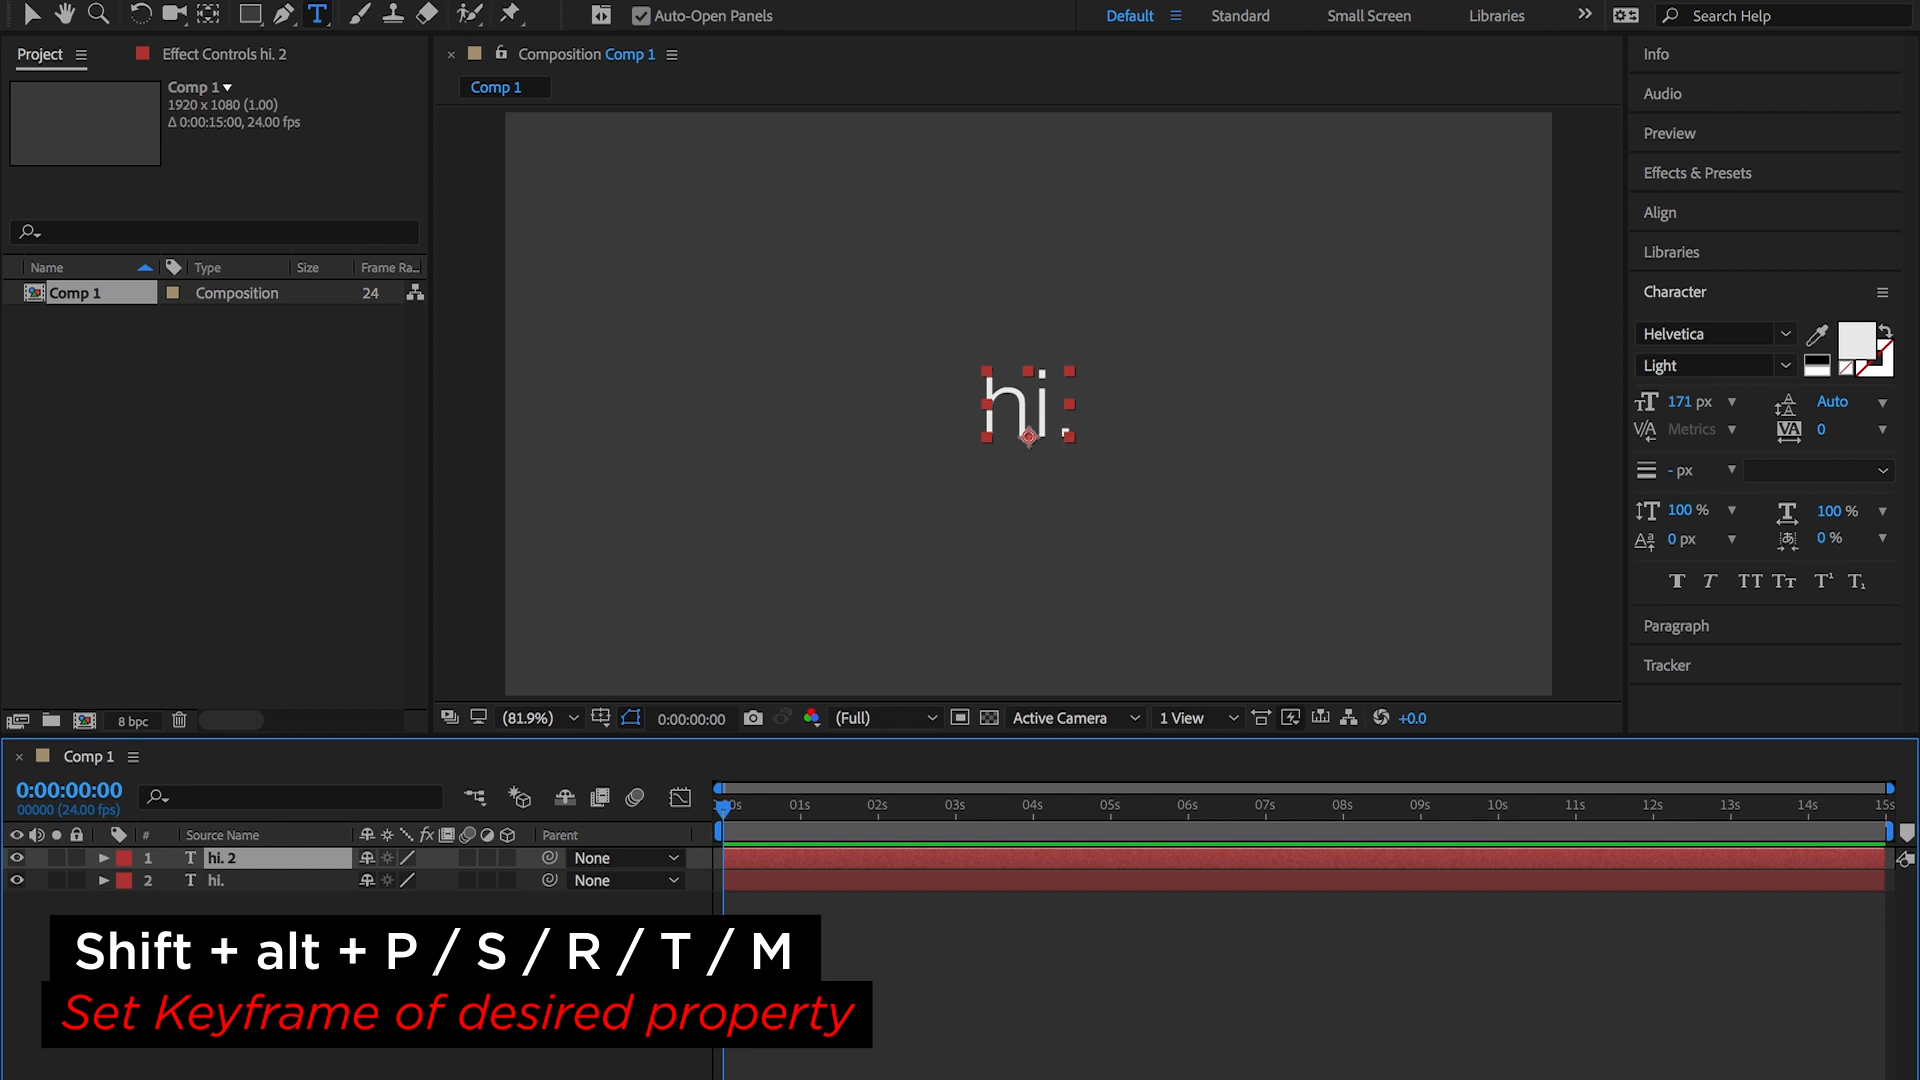 Auto-Open Panels
Default
Standard
Small Screen
Libraries
Search Help
Project
Effect Controls hi. 2
Composition Comp 1
Comp 1
Comp 1
1920 x 1080 (1.00)
Δ 0:00:15:00, 24.00 fps
Name
Type
Size
Frame Ra...
Comp 1
Composition
24
hi.
Info
Audio
Preview
Effects & Presets
Align
Libraries
Character
Helvetica
Light
171 px
Auto
Metrics
0
- px
100 %
100 %
0 px
0 %
Paragraph
Tracker
8 bpc
(81.9%)
0:00:00:00
(Full)
Active Camera
1 View
+0.0
Comp 1
0:00:00:00
00000 (24.00 fps)
01s 02s 03s 04s 05s 06s 07s 08s 09s 10s 11s 12s 13s 14s 15s
# Source Name
Parent
1 T hi. 2 None
2 T hi. None
Shift + alt + P / S / R / T / M
Set Keyframe of desired property